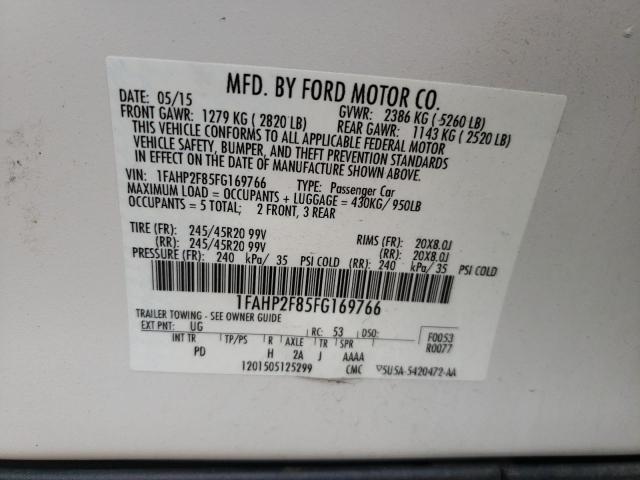 MFD. BY FORD MOTOR CO.
DATE: 05/15 GVWR: 2386 KG ( 5260 LB)
FRONT GAWR: 1279 KG ( 2820 LB) REAR GAWR: 1143 KG ( 2520 LB)
THIS VEHICLE CONFORMS TO ALL APPLICABLE FEDERAL MOTOR
VEHICLE SAFETY, BUMPER, AND THEFT PREVENTION STANDARDS
IN EFFECT ON THE DATE OF MANUFACTURE SHOWN ABOVE.
VIN: 1FAHP2F85FG169766 TYPE: Passenger Car
MAXIMUM LOAD = OCCUPANTS + LUGGAGE = 430KG/ 950LB
OCCUPANTS = 5 TOTAL; 2 FRONT, 3 REAR
TIRE (FR): 245/45R20 99V RIMS (FR): 20X8.0J
(RR): 245/45R20 99V (RR): 20X8.0J
PRESSURE (FR): 240 kPa/ 35 PSI COLD (RR): 240 kPa/ 35 PSI COLD
1FAHP2F85FG169766
TRAILER TOWING - SEE OWNER GUIDE
EXT PNT: UG RC: 53 DSO: F0053
INT TR TP/PS R AXLE TR SPR R0077
PD H 2A J AAAA
1201505125299 CMC 5U5A-5420472-AA